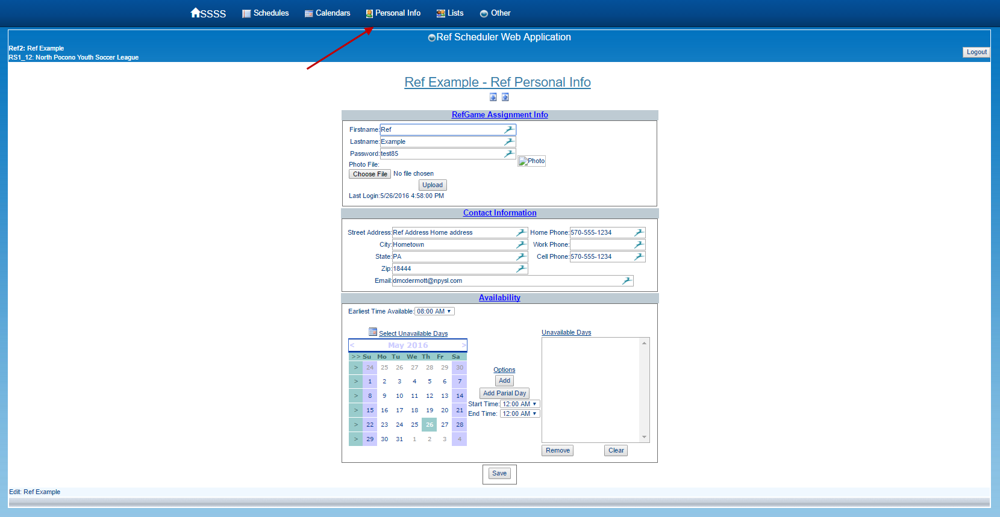 SSSS Schedules Calendars Personal Info Lists Other
Ref Scheduler Web Application
Ref2: Ref Example
RS1_12: North Pocono Youth Soccer League
Logout
Ref Example - Ref Personal Info
RefGame Assignment Info
Firstname: Ref
Lastname: Example
Password: test85
Photo
Photo File:
Choose File No file chosen
Upload
Last Login:5/26/2016 4:58:00 PM
Contact Information
Street Address: Ref Address Home address Home Phone: 570-555-1234
City: Hometown Work Phone:
State: PA Cell Phone: 570-555-1234
Zip: 18444
Email: dmcdermott@npysl.com
Availability
Earliest Time Available: 08:00 AM
Select Unavailable Days
< May 2016 >
>> Su Mo Tu We Th Fr Sa
> 24 25 26 27 28 29 30
> 1 2 3 4 5 6 7
> 8 9 10 11 12 13 14
> 15 16 17 18 19 20 21
> 22 23 24 25 26 27 28
> 29 30 31 1 2 3 4
Options
Add
Add Parial Day
Start Time: 12:00 AM
End Time: 12:00 AM
Unavailable Days
Remove Clear
Save
Edit: Ref Example